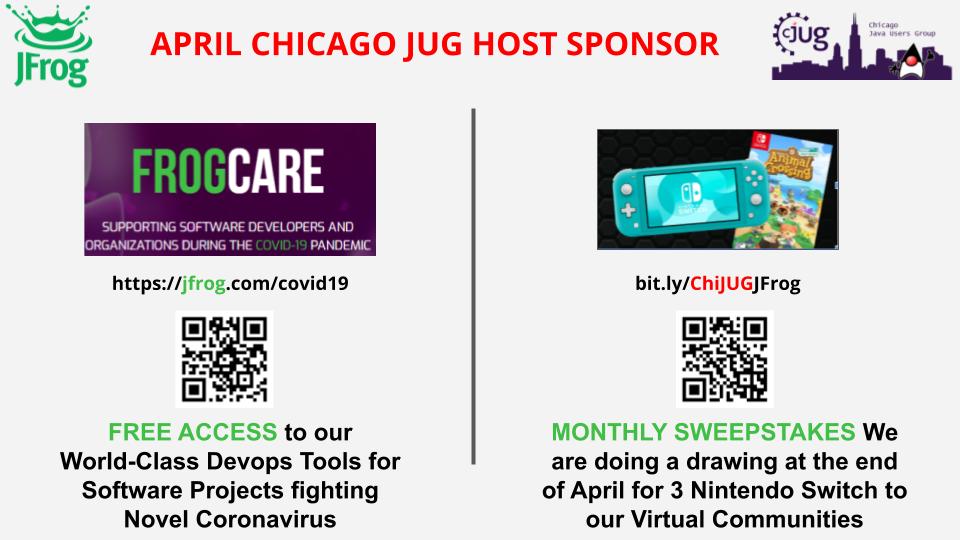 JFrog
APRIL CHICAGO JUG HOST SPONSOR
cjug
Chicago
Java Users Group
FROGCARE
SUPPORTING SOFTWARE DEVELOPERS AND
ORGANIZATIONS DURING THE COVID-19 PANDEMIC
https://jfrog.com/covid19
FREE ACCESS to our
World-Class Devops Tools for
Software Projects fighting
Novel Coronavirus
Animal
Crossing
bit.ly/ChiJUGJFrog
MONTHLY SWEEPSTAKES We
are doing a drawing at the end
of April for 3 Nintendo Switch to
our Virtual Communities